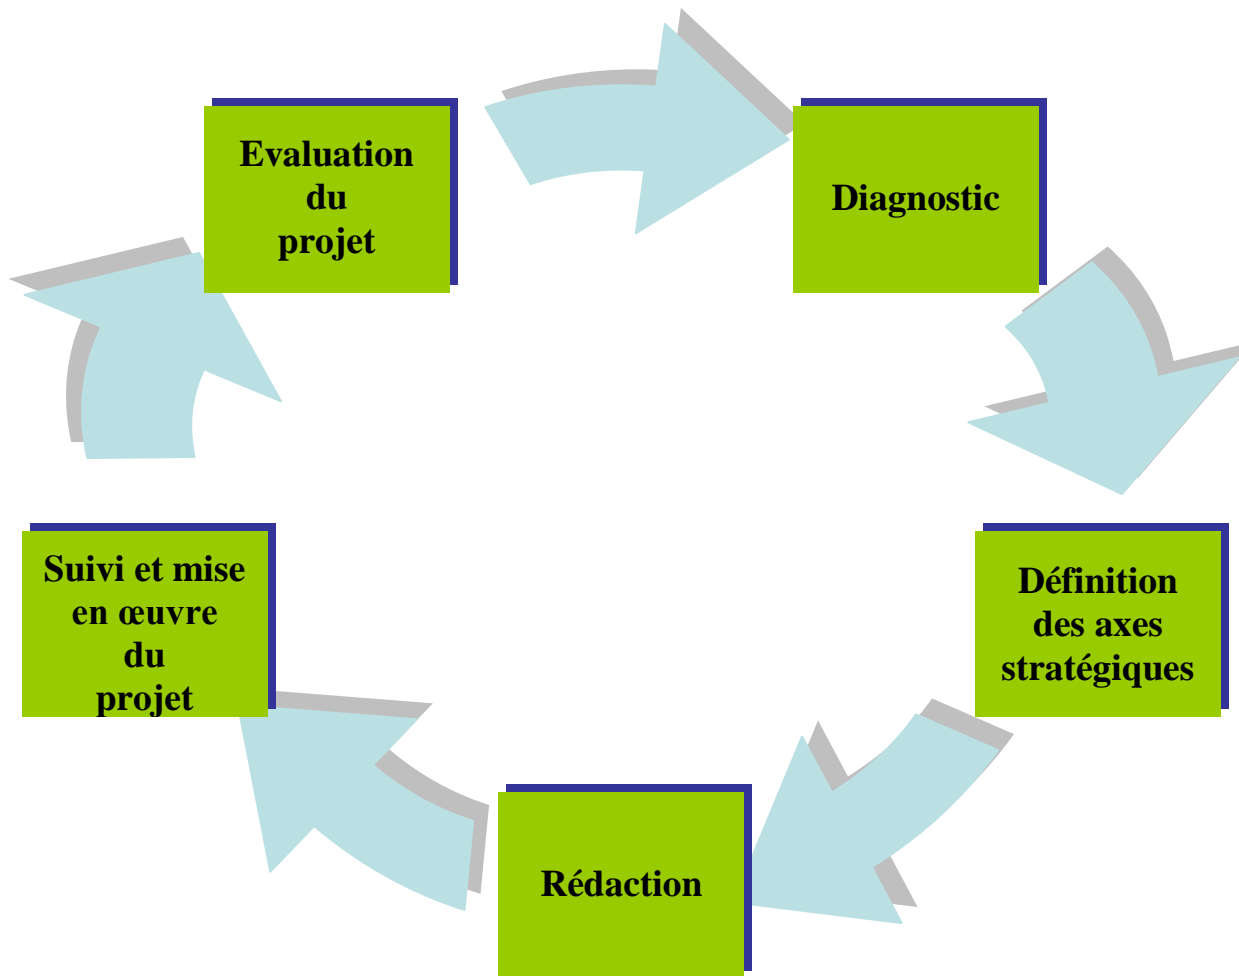 Evaluation
du
projet
Diagnostic
Définition
des axes
stratégiques
Rédaction
Suivi et mise
en œuvre
du
projet